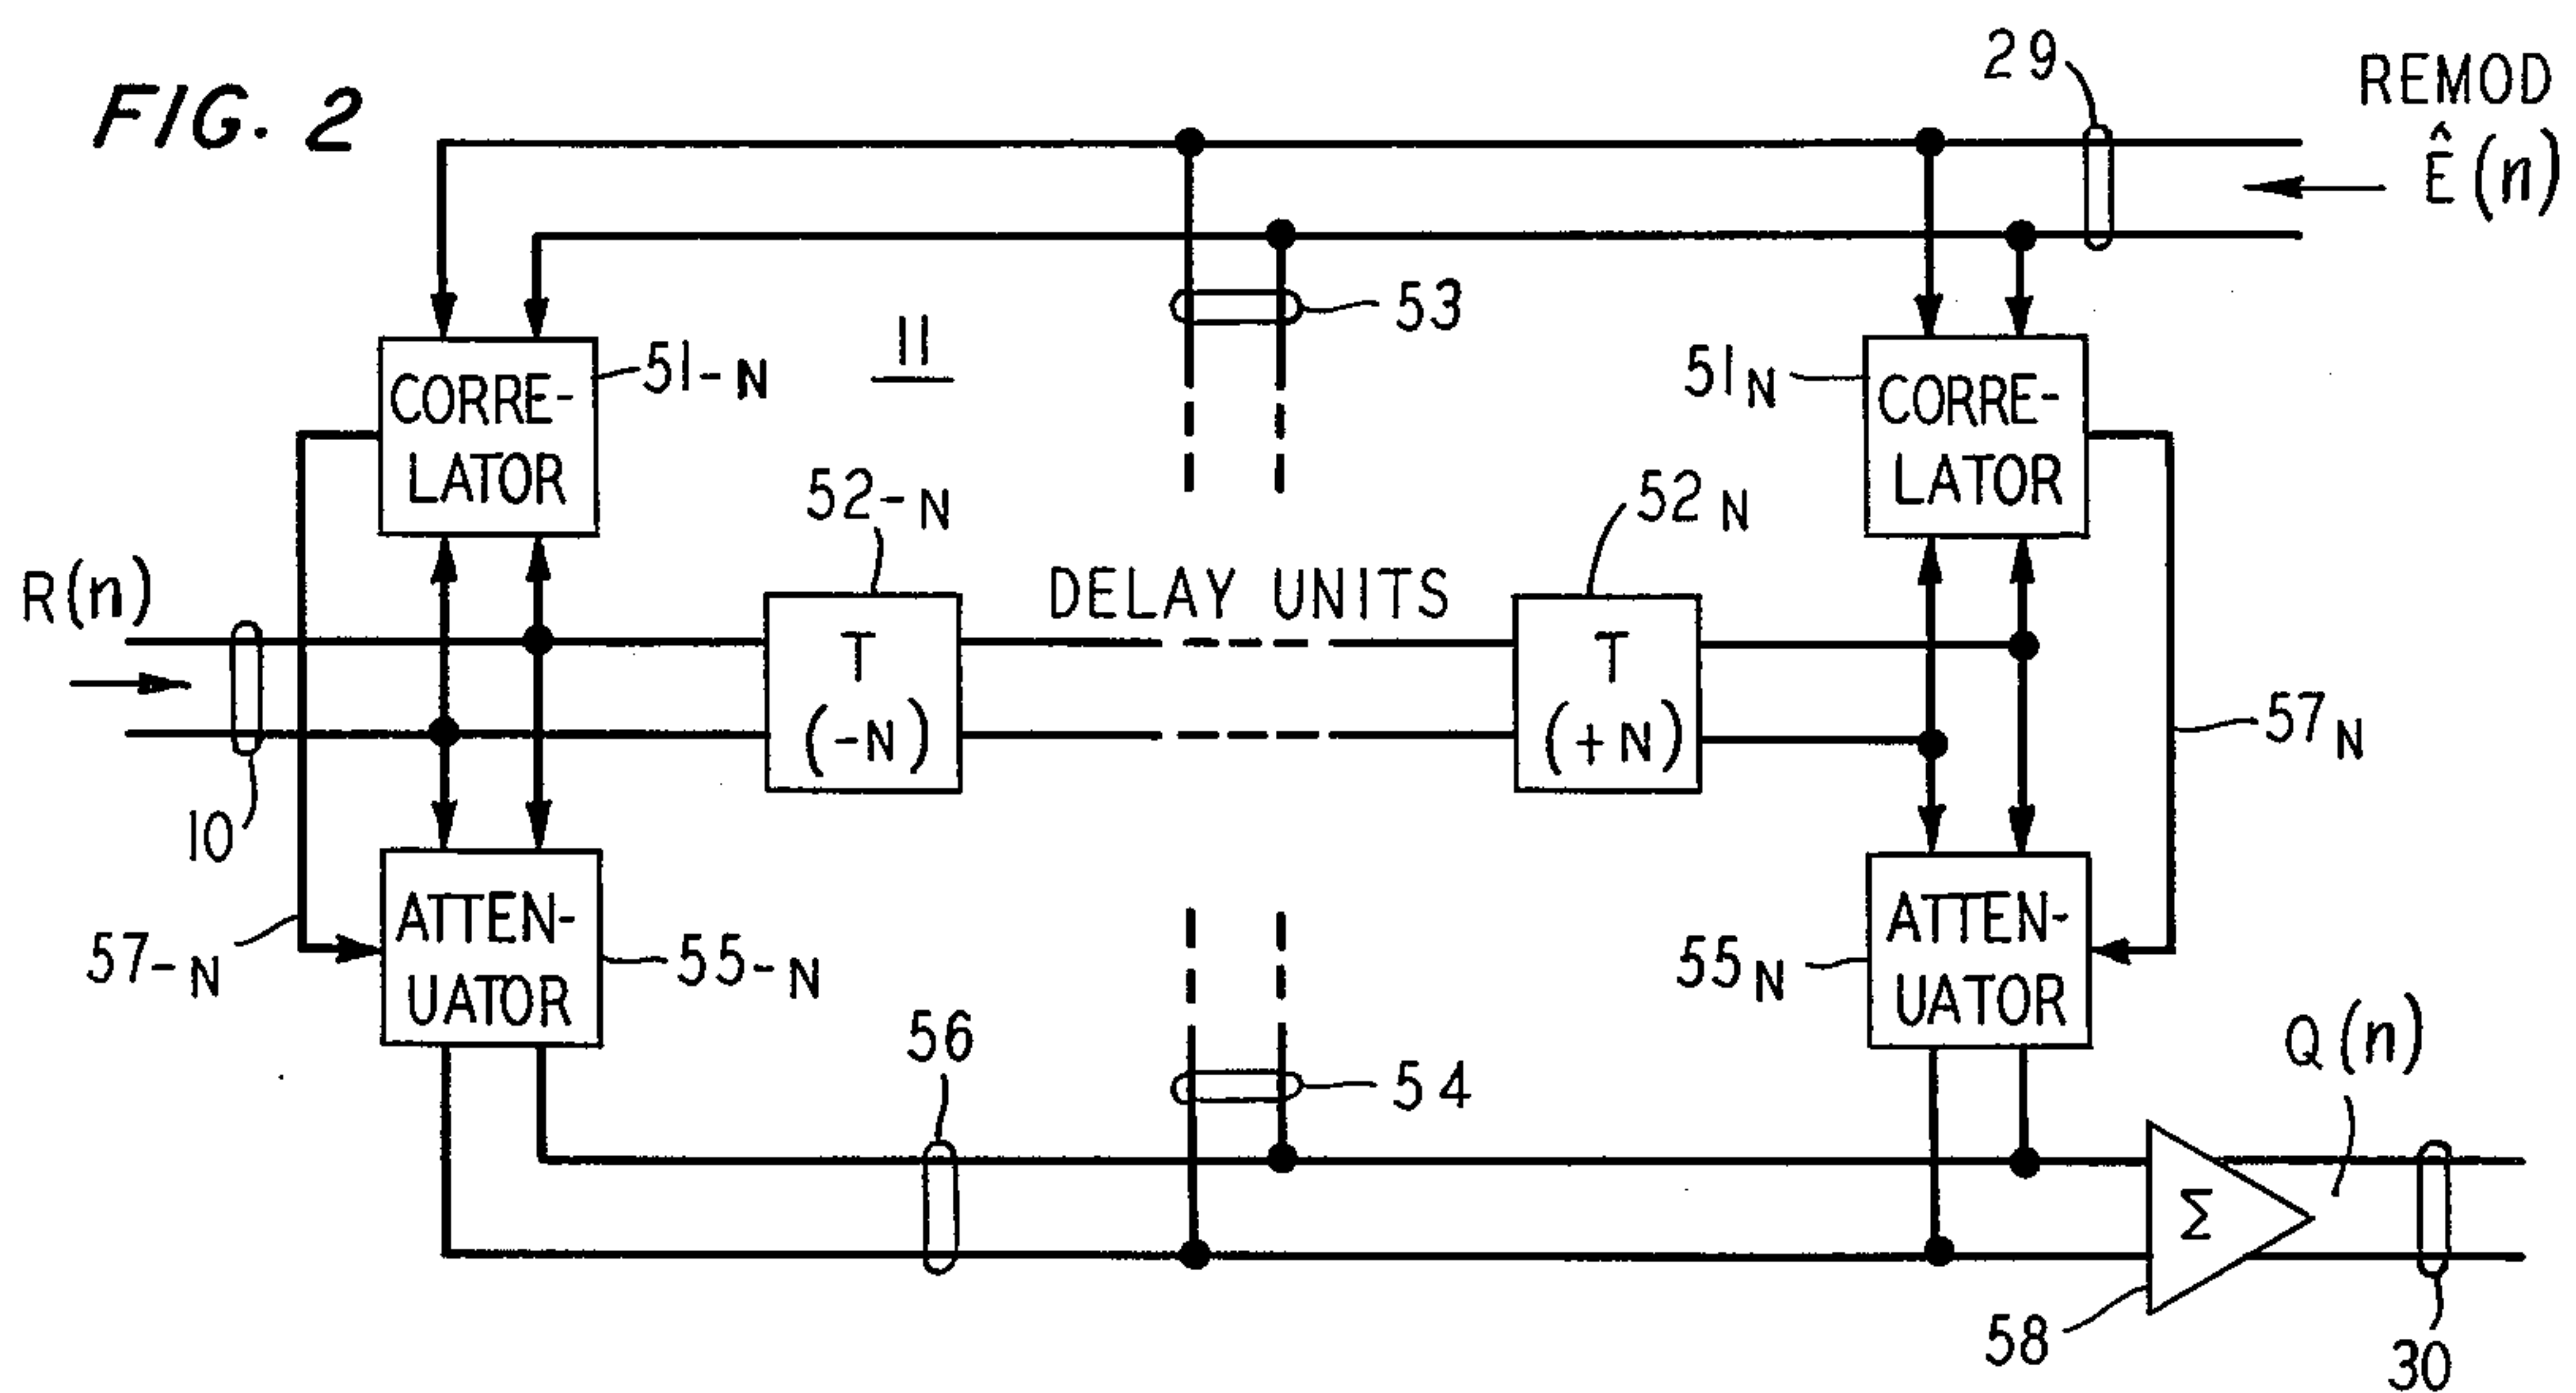 FIG. 2
29
REMOD
Ê(n)
53
11
51-N
CORRE-
LATOR
51N
CORRE-
LATOR
52-N
52N
R(n)
DELAY UNITS
T
(-N)
T
(+N)
57N
10
57-N
ATTEN-
UATOR
55-N
55N
ATTEN-
UATOR
56
54
Q(n)
Σ
58
30